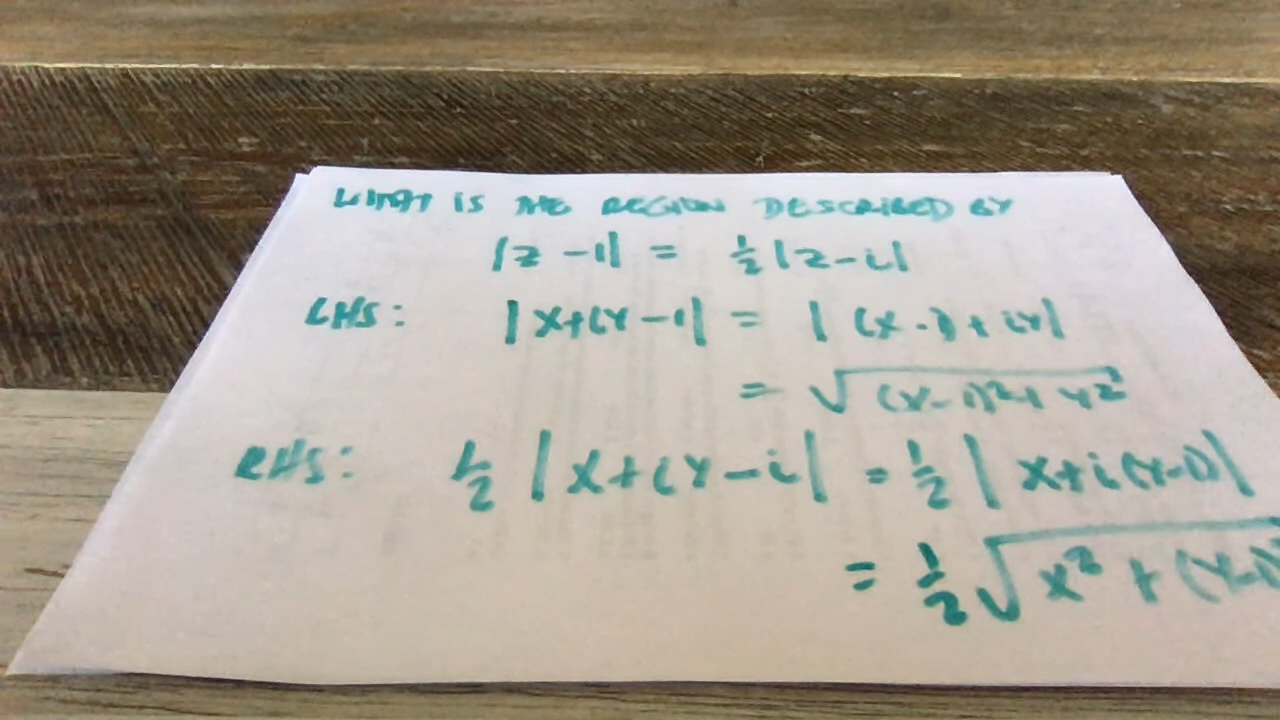 WHAT IS THE REGION DESCRIBED BY
|z-1| = 1/2 |z-i|
LHS: |x+iy-1| = |(x-1)+iy|
= √((x-1)²+y²)
RHS: 1/2 |x+iy-i| = 1/2 |x+i(y-1)|
= 1/2 √(x²+(y-1)